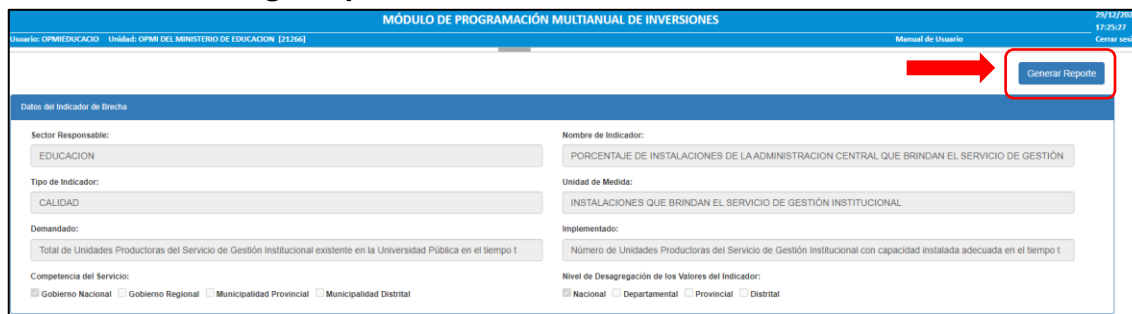 MÓDULO DE PROGRAMACIÓN MULTIANUAL DE INVERSIONES
29/12/202
17:25:27
Usuario: OPMIEDUCACIO Unidad: OPMI DEL MINISTERIO DE EDUCACION [21266]
Manual de Usuario
Cerrar sesi
Generar Reporte
Datos del Indicador de Brecha
Sector Responsable:
Nombre de Indicador:
EDUCACION
PORCENTAJE DE INSTALACIONES DE LA ADMINISTRACION CENTRAL QUE BRINDAN EL SERVICIO DE GESTIÓN
Tipo de Indicador:
Unidad de Medida:
CALIDAD
INSTALACIONES QUE BRINDAN EL SERVICIO DE GESTIÓN INSTITUCIONAL
Demandado:
Implementado:
Total de Unidades Productoras del Servicio de Gestión Institucional existente en la Universidad Pública en el tiempo t
Número de Unidades Productoras del Servicio de Gestión Institucional con capacidad instalada adecuada en el tiempo t
Competencia del Servicio:
Nivel de Desagregación de los Valores del Indicador:
Gobierno Nacional Gobierno Regional Municipalidad Provincial Municipalidad Distrital
Nacional Departamental Provincial Distrital